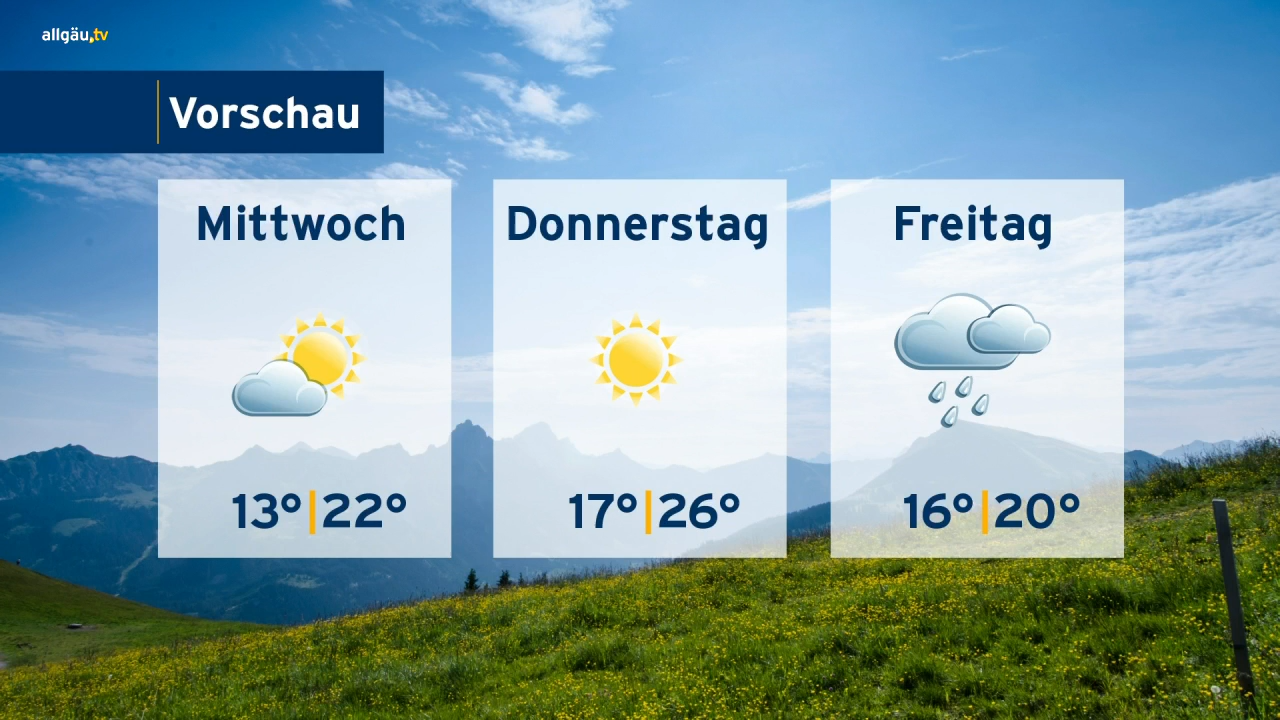 allgäu.tv
Vorschau
Mittwoch
13°|22°
Donnerstag
17°|26°
Freitag
16°|20°